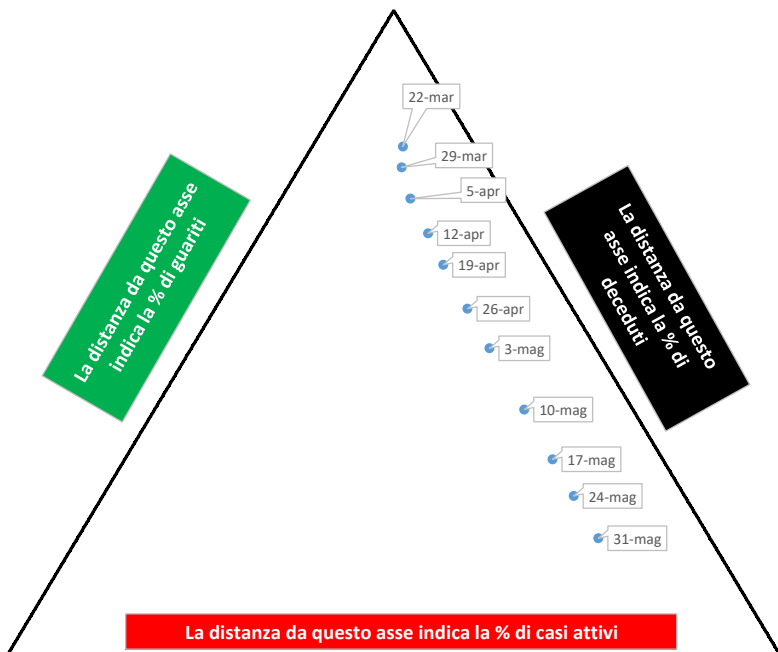 22-mar
29-mar
5-apr
12-apr
19-apr
26-apr
3-mag
10-mag
17-mag
24-mag
31-mag
La distanza da questo asse
indica la % di guariti
La distanza da questo
asse indica la % di
deceduti
La distanza da questo asse indica la % di casi attivi